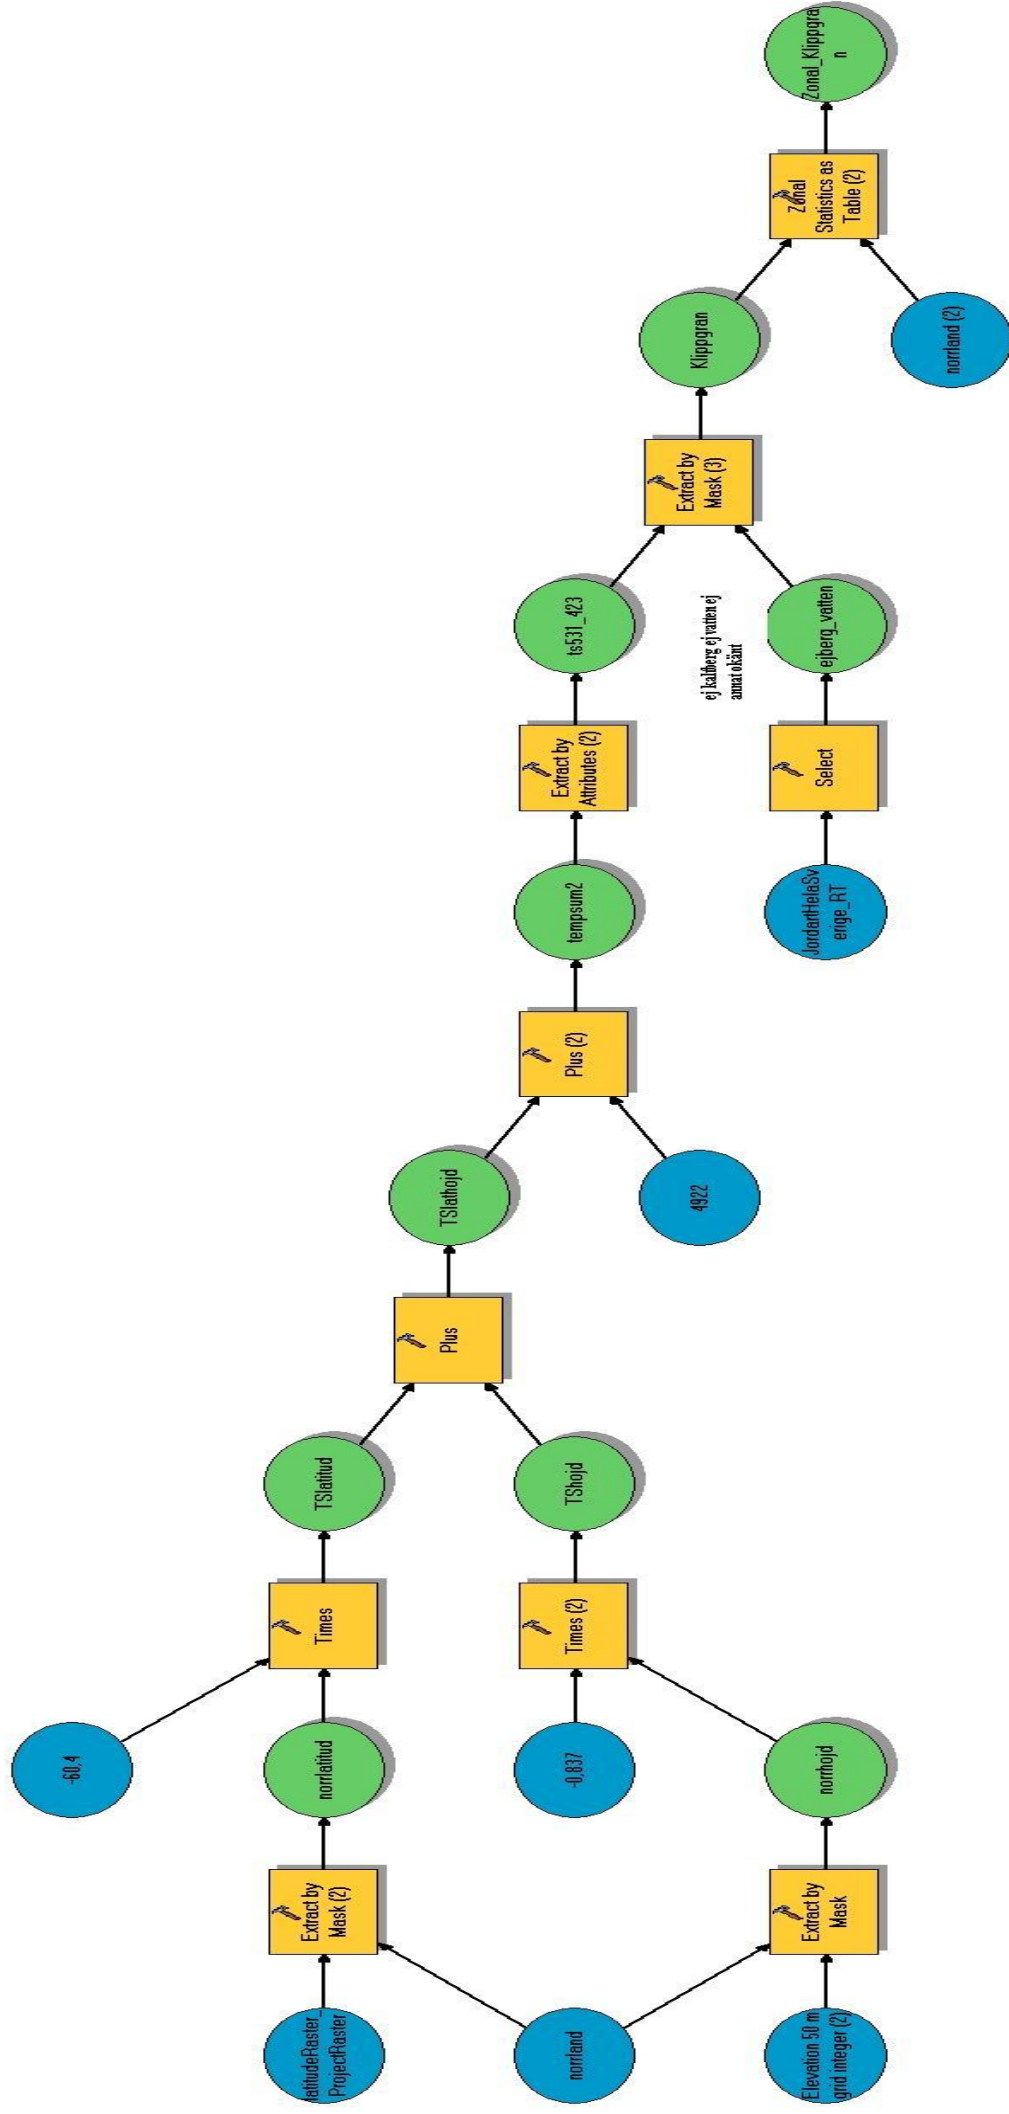 latitudeRaster_
ProjectRaster
norrland
Elevation 50 m
grid integer (2)
Extract by
Mask (2)
Extract by
Mask
-60,4
norrlatitud
-0,837
norrhojd
Times
Times (2)
TSlatitud
TShojd
Plus
TSlathojd
4922
Plus (2)
tempsum2
JordartHelaSv
erige_RT
Extract by
Attributes (2)
Select
ts531_423
ej kalberg ej vatten ej
annat okänt
ejberg_vatten
Extract by
Mask (3)
Klippgran
norrland (2)
Zonal
Statistics as
Table (2)
Zonal_Klippgra
n